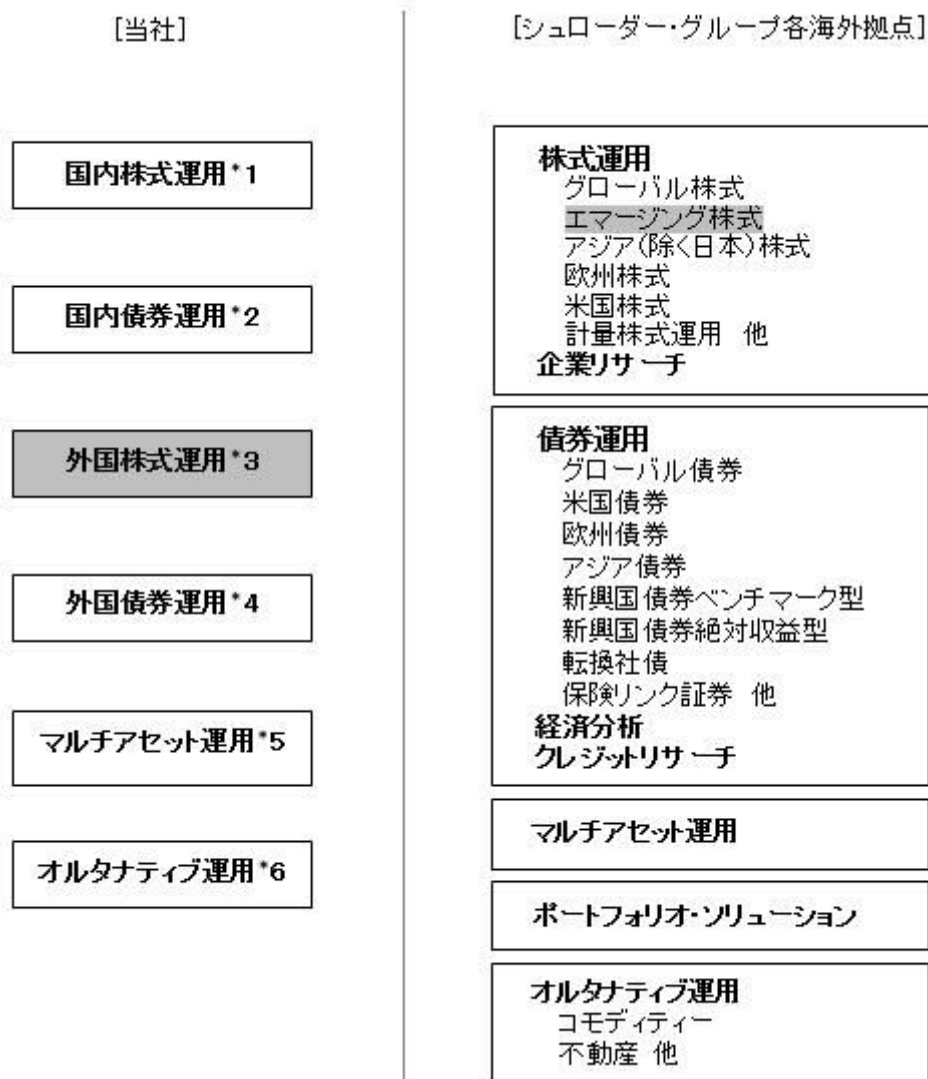 [当社]
国内株式運用*1
国内債券運用*2
外国株式運用*3
外国債券運用*4
マルチアセット運用*5
オルタナティブ運用*6
[シュローダー・グループ各海外拠点]
株式運用
グローバル株式
エマージング株式
アジア(除く日本)株式
欧州株式
米国株式
計量株式運用 他
企業リサーチ
債券運用
グローバル債券
米国債券
欧州債券
アジア債券
新興国債券ベンチマーク型
新興国債券絶対収益型
転換社債
保険リンク証券 他
経済分析
クレジットリサーチ
マルチアセット運用
ポートフォリオ・ソリューション
オルタナティブ運用
コモディティー
不動産 他